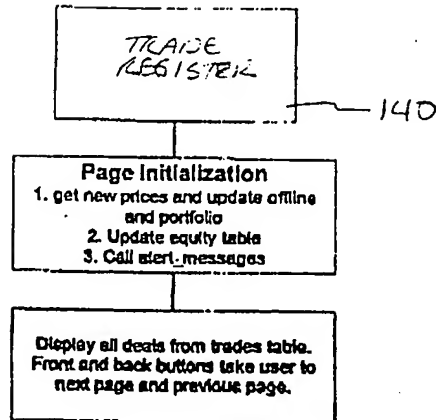 TRADE
REGISTER
140
Page Initialization
1. get new prices and update offline
and portfolio
2. Update equity table
3. Call alert_messages
Display all deals from trades table.
Front and back buttons take user to
next page and previous page.